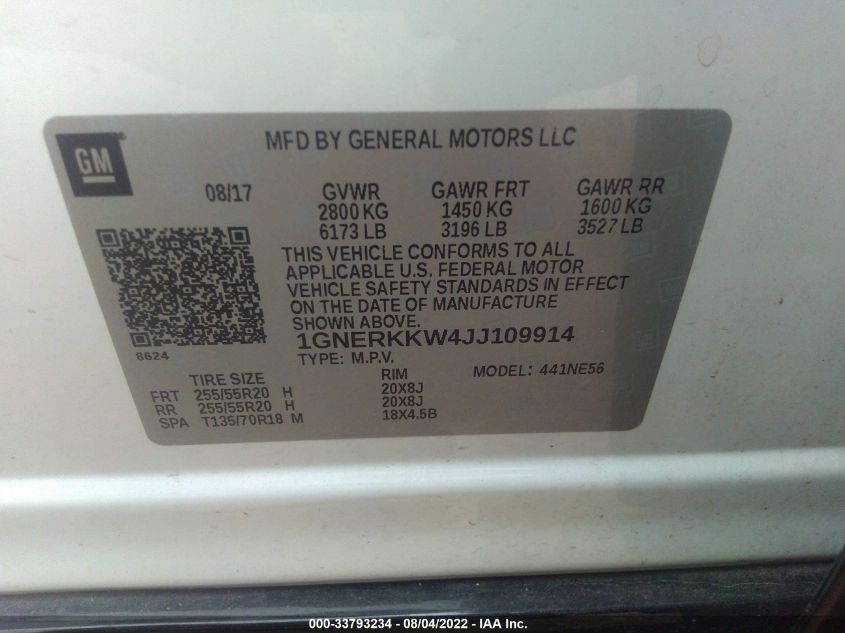 GM
MFD BY GENERAL MOTORS LLC
08/17 GVWR GAWR FRT GAWR RR
2800 KG 1450 KG 1600 KG
6173 LB 3196 LB 3527 LB
THIS VEHICLE CONFORMS TO ALL
APPLICABLE U.S. FEDERAL MOTOR
VEHICLE SAFETY STANDARDS IN EFFECT
ON THE DATE OF MANUFACTURE
SHOWN ABOVE.
8624
1GNERKKW4JJ109914
TYPE: M.P.V. MODEL: 441NE56
TIRE SIZE RIM
FRT 255/55R20 H 20X8J
RR 255/55R20 H 20X8J
SPA T135/70R18 M 18X4.5B
000-33793234 - 08/04/2022 - IAA Inc.